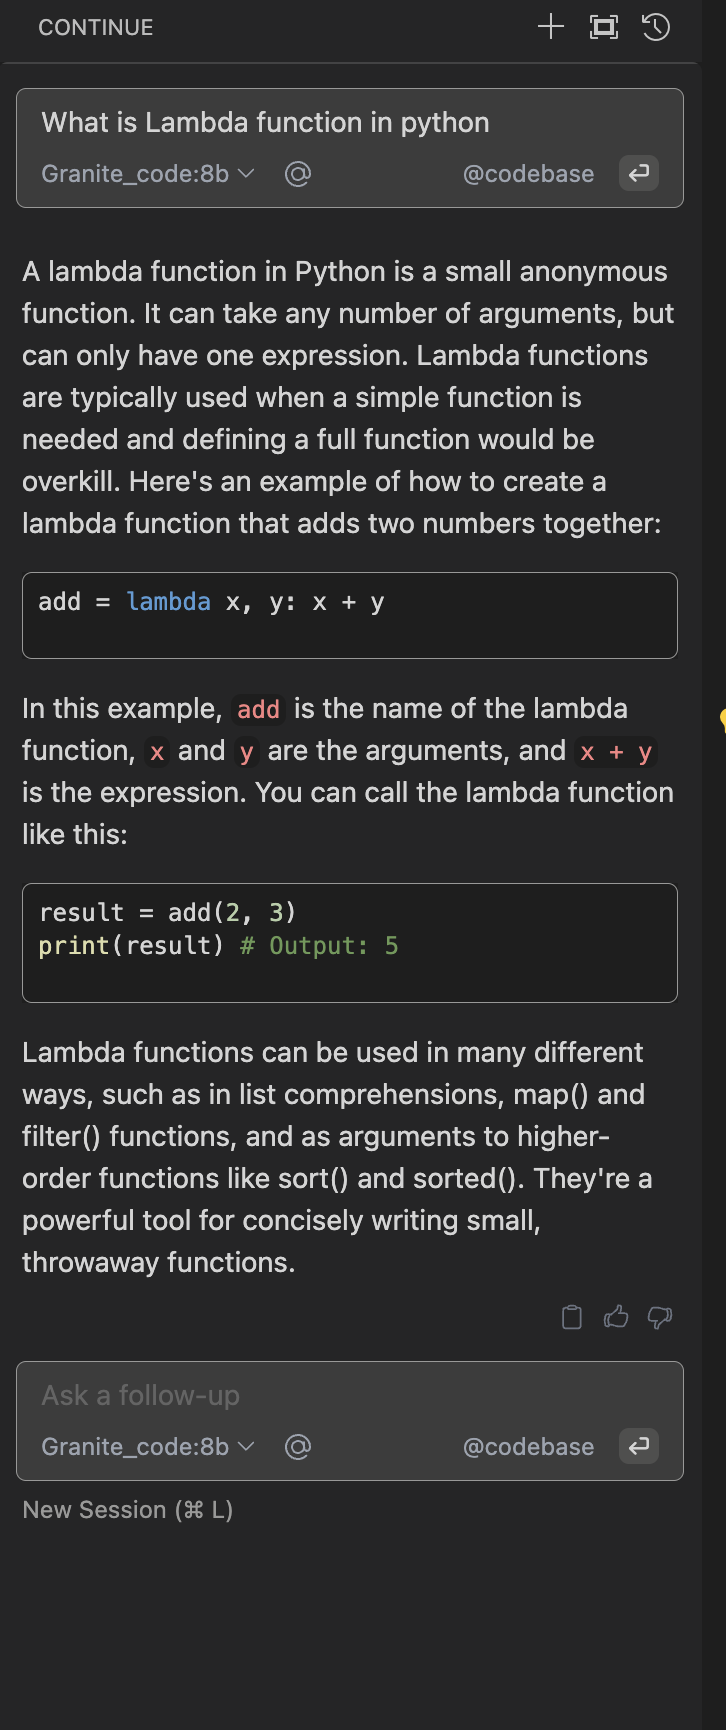 CONTINUE
What is Lambda function in python
Granite_code:8b @codebase
A lambda function in Python is a small anonymous
function. It can take any number of arguments, but
can only have one expression. Lambda functions
are typically used when a simple function is
needed and defining a full function would be
overkill. Here's an example of how to create a
lambda function that adds two numbers together:
add = lambda x, y: x + y
In this example, add is the name of the lambda
function, x and y are the arguments, and x + y
is the expression. You can call the lambda function
like this:
result = add(2, 3)
print(result) # Output: 5
Lambda functions can be used in many different
ways, such as in list comprehensions, map() and
filter() functions, and as arguments to higher-
order functions like sort() and sorted(). They're a
powerful tool for concisely writing small,
throwaway functions.
Ask a follow-up
Granite_code:8b @codebase
New Session (⌘ L)